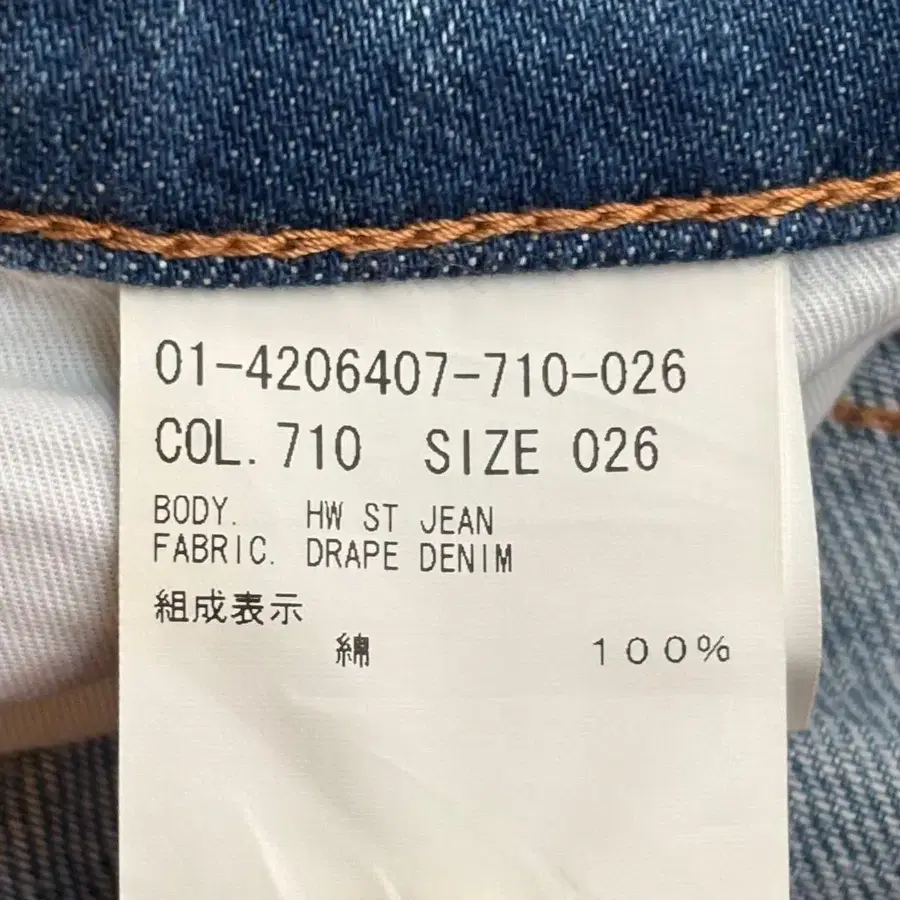 01-4206407-710-026
COL. 710 SIZE 026
BODY. HW ST JEAN
FABRIC. DRAPE DENIM
組成表示
綿 100%